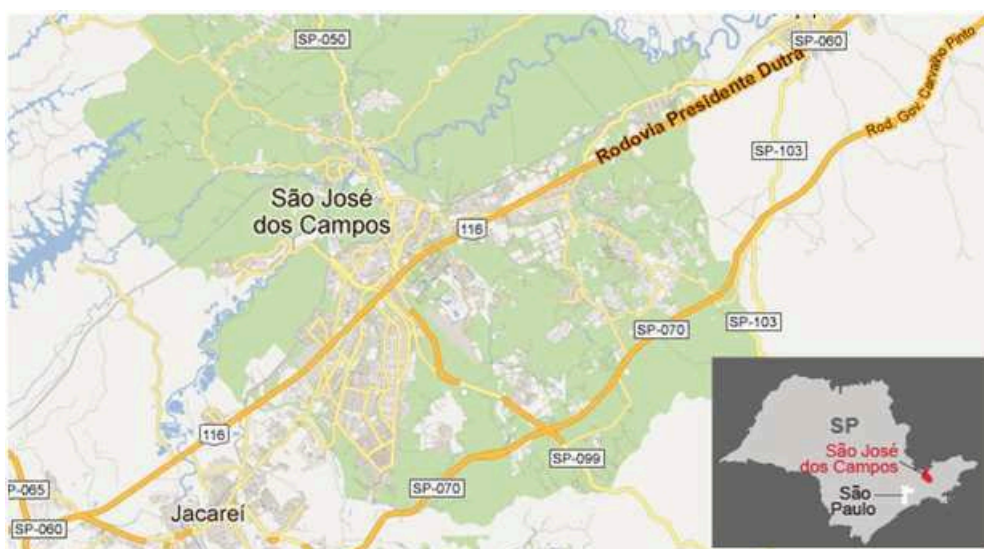 SP-050
SP-060
Rodovia Presidente Dutra
Rod. Gov. Carvalho Pinto
SP-103
São José
dos Campos
116
SP-103
SP-070
SP
São José
dos Campos
São
Paulo
116
SP-099
SP-070
P-065
SP-060
Jacareí